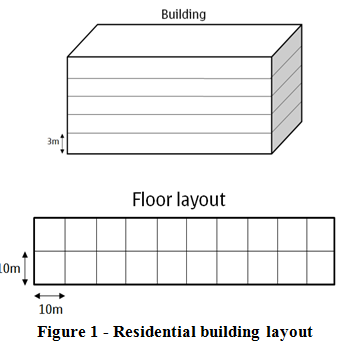 Building
3m
Floor layout
10m
10m
Figure 1 - Residential building layout